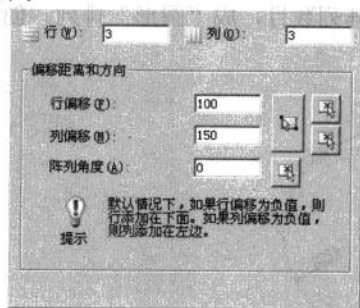 行(W): 3 列(O): 3
偏移距离和方向
行偏移(F): 100
列偏移(M): 150
阵列角度(A): 0
默认情况下，如果行偏移为负值，则
行添加在下面。如果列偏移为负值，
则列添加在左边。
提示